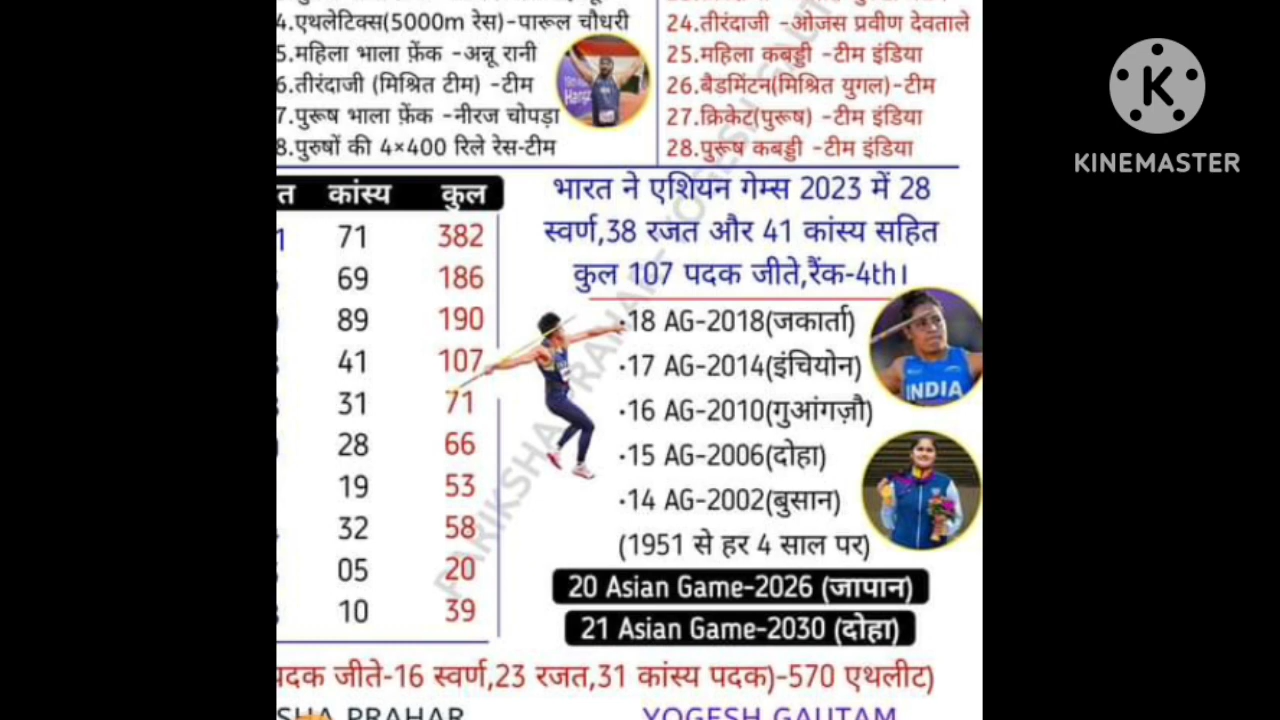 4.एथलेटिक्स(5000m रेस)-पारूल चौधरी
5.महिला भाला फ़ेंक -अन्नू रानी
6.तीरंदाजी (मिश्रित टीम) -टीम
7.पुरूष भाला फ़ेंक -नीरज चोपड़ा
8.पुरुषों की 4×400 रिले रेस-टीम
24.तीरंदाजी -ओजस प्रवीण देवताले
25.महिला कबड्डी -टीम इंडिया
26.बैडमिंटन(मिश्रित युगल)-टीम
27.क्रिकेट(पुरूष) -टीम इंडिया
28.पुरूष कबड्डी -टीम इंडिया
KINEMASTER
त कांस्य कुल
1 71 382
69 186
89 190
41 107
31 71
28 66
19 53
32 58
05 20
10 39
भारत ने एशियन गेम्स 2023 में 28
स्वर्ण,38 रजत और 41 कांस्य सहित
कुल 107 पदक जीते,रैंक-4th।
·18 AG-2018(जकार्ता)
·17 AG-2014(इंचियोन)
·16 AG-2010(गुआंगज़ौ)
·15 AG-2006(दोहा)
·14 AG-2002(बुसान)
(1951 से हर 4 साल पर)
INDIA
20 Asian Game-2026 (जापान)
21 Asian Game-2030 (दोहा)
पदक जीते-16 स्वर्ण,23 रजत,31 कांस्य पदक)-570 एथलीट)
SHA PRAHAR
YOGESH GAUTAM